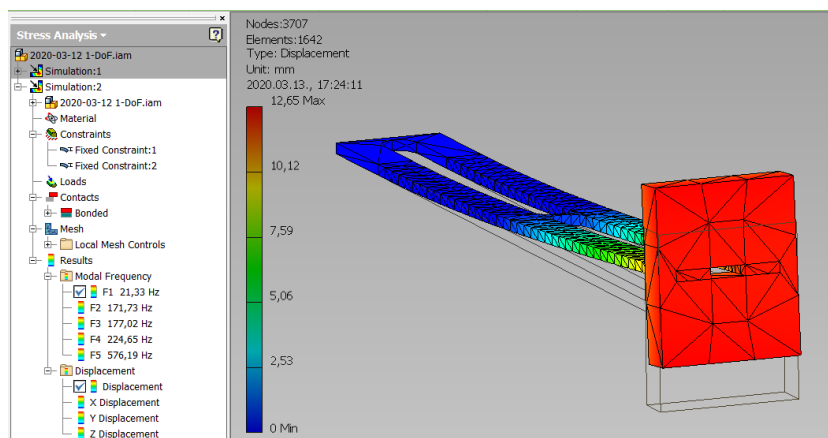 Stress Analysis
?
2020-03-12 1-DoF.iam
Simulation:1
Simulation:2
2020-03-12 1-DoF.iam
Material
Constraints
Fixed Constraint:1
Fixed Constraint:2
Loads
Contacts
Bonded
Mesh
Local Mesh Controls
Results
Modal Frequency
F1 21,33 Hz
F2 171,73 Hz
F3 177,02 Hz
F4 224,65 Hz
F5 576,19 Hz
Displacement
Displacement
X Displacement
Y Displacement
Z Displacement
Nodes:3707
Elements:1642
Type: Displacement
Unit: mm
2020.03.13., 17:24:11
12,65 Max
10,12
7,59
5,06
2,53
0 Min